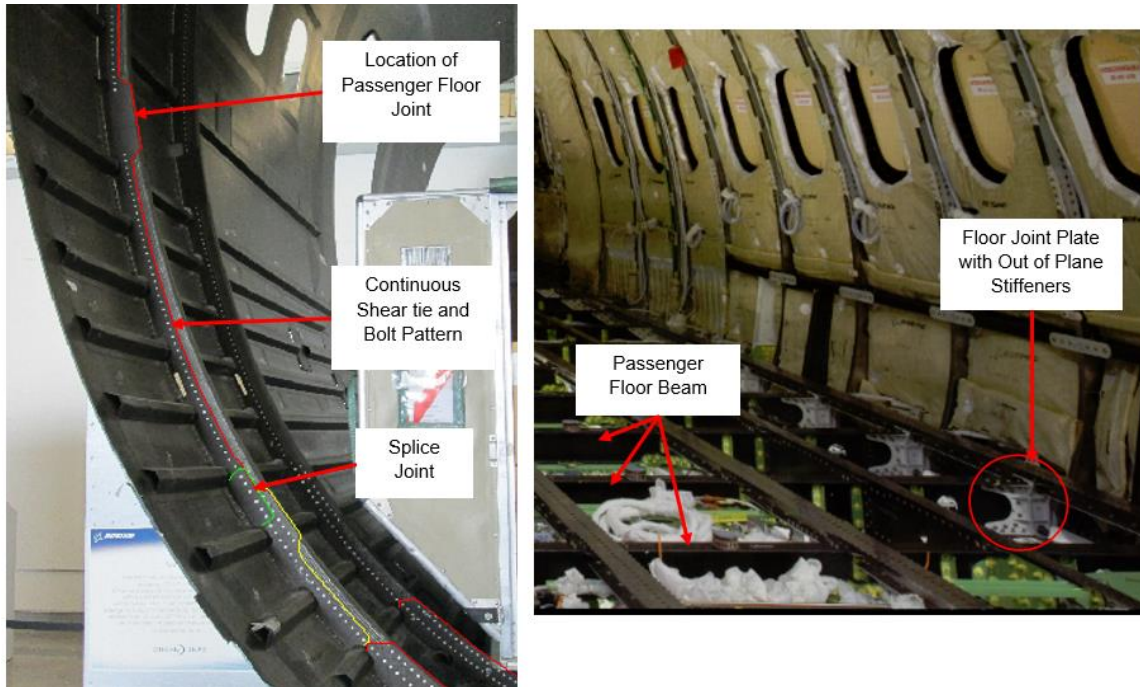 Location of
Passenger Floor
Joint
Continuous
Shear tie and
Bolt Pattern
Splice
Joint
Floor Joint Plate
with Out of Plane
Stiffeners
Passenger
Floor Beam